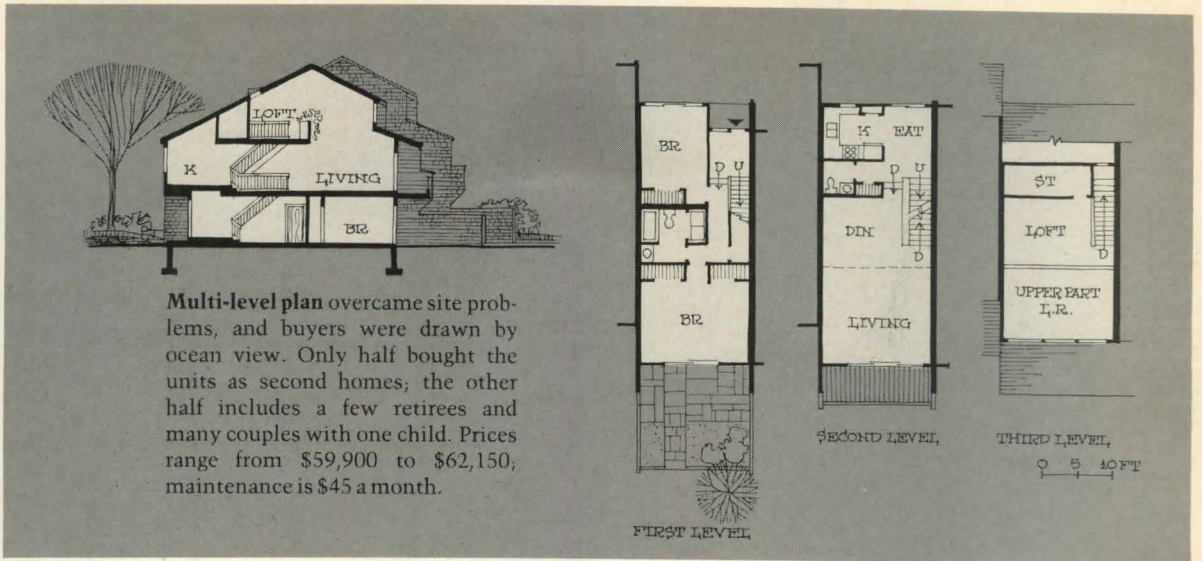 LOFT
K
LIVING
BR
Multi-level plan overcame site prob-
lems, and buyers were drawn by
ocean view. Only half bought the
units as second homes; the other
half includes a few retirees and
many couples with one child. Prices
range from $59,900 to $62,150;
maintenance is $45 a month.
BR
D U
BR
FIRST LEVEL
K EAT
D U
DIN
D
LIVING
SECOND LEVEL
ST
LOFT
D
UPPER PART
L.R.
THIRD LEVEL
0 5 10 FT